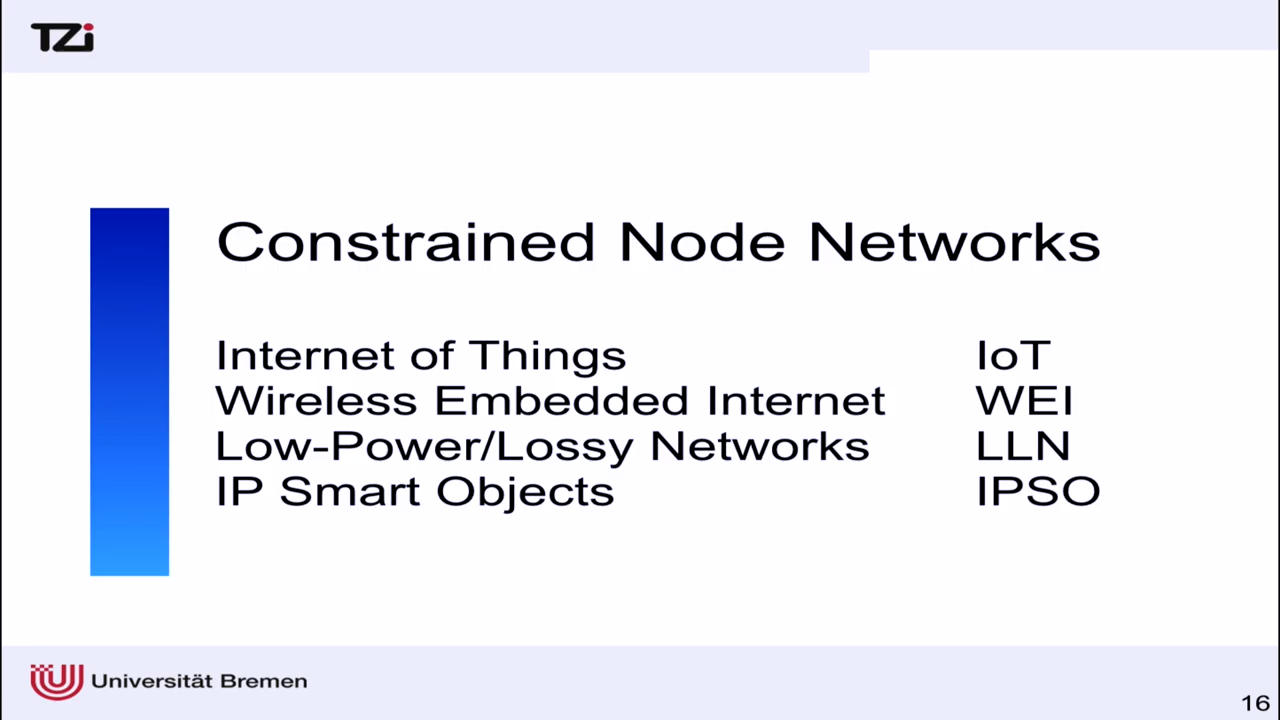 TZi
Constrained Node Networks
Internet of Things IoT
Wireless Embedded Internet WEI
Low-Power/Lossy Networks LLN
IP Smart Objects IPSO
Universität Bremen
16